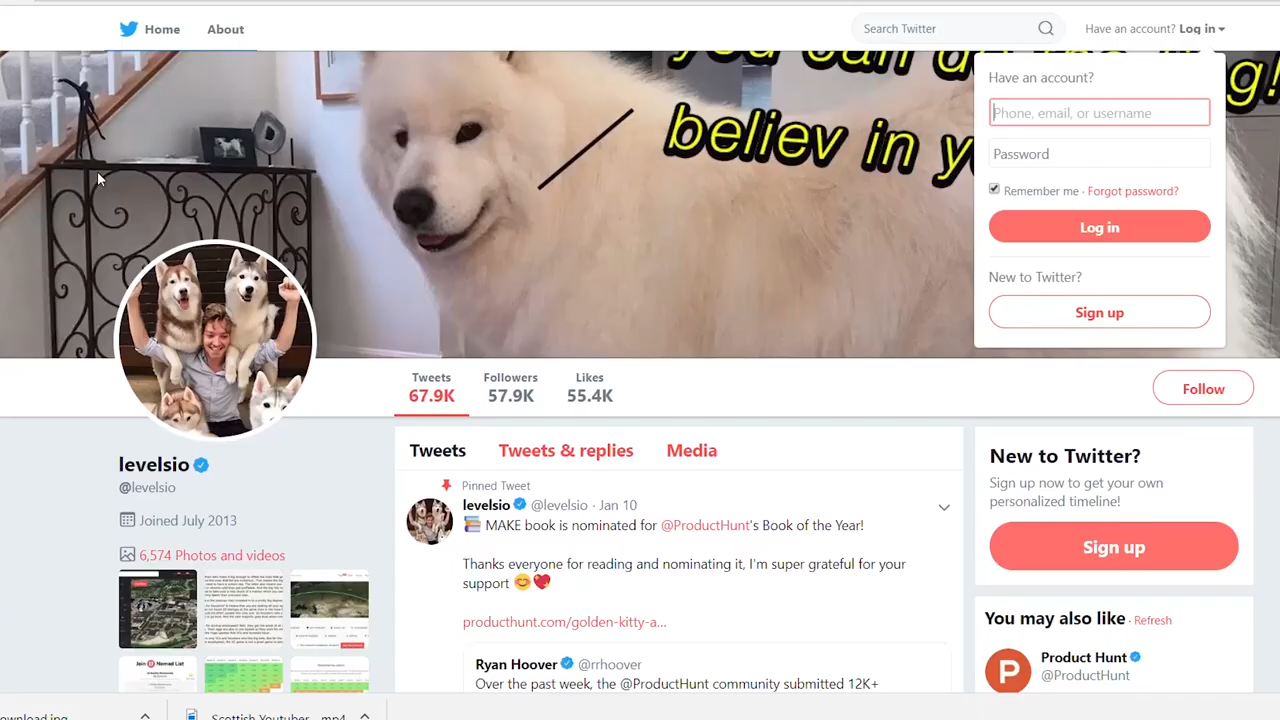 Home
About
Search Twitter
Have an account? Log in
you can d
g!
believ in y
Have an account?
Phone, email, or username
Password
Remember me · Forgot password?
Log in
New to Twitter?
Sign up
Tweets
67.9K
Followers
57.9K
Likes
55.4K
Follow
levelsio
@levelsio
Joined July 2013
6,574 Photos and videos
Tweets
Tweets & replies
Media
Pinned Tweet
levelsio @levelsio · Jan 10
MAKE book is nominated for @ProductHunt's Book of the Year!
Thanks everyone for reading and nominating it, I'm super grateful for your
support
producthunt.com/golden-kitty-a...
Ryan Hoover @rrhoover
Over the past week, the @ProductHunt community submitted 12K+
New to Twitter?
Sign up now to get your own
personalized timeline!
Sign up
You may also like · Refresh
Product Hunt
@ProductHunt
Join Nomad List
Scottish Youtuber....mp4